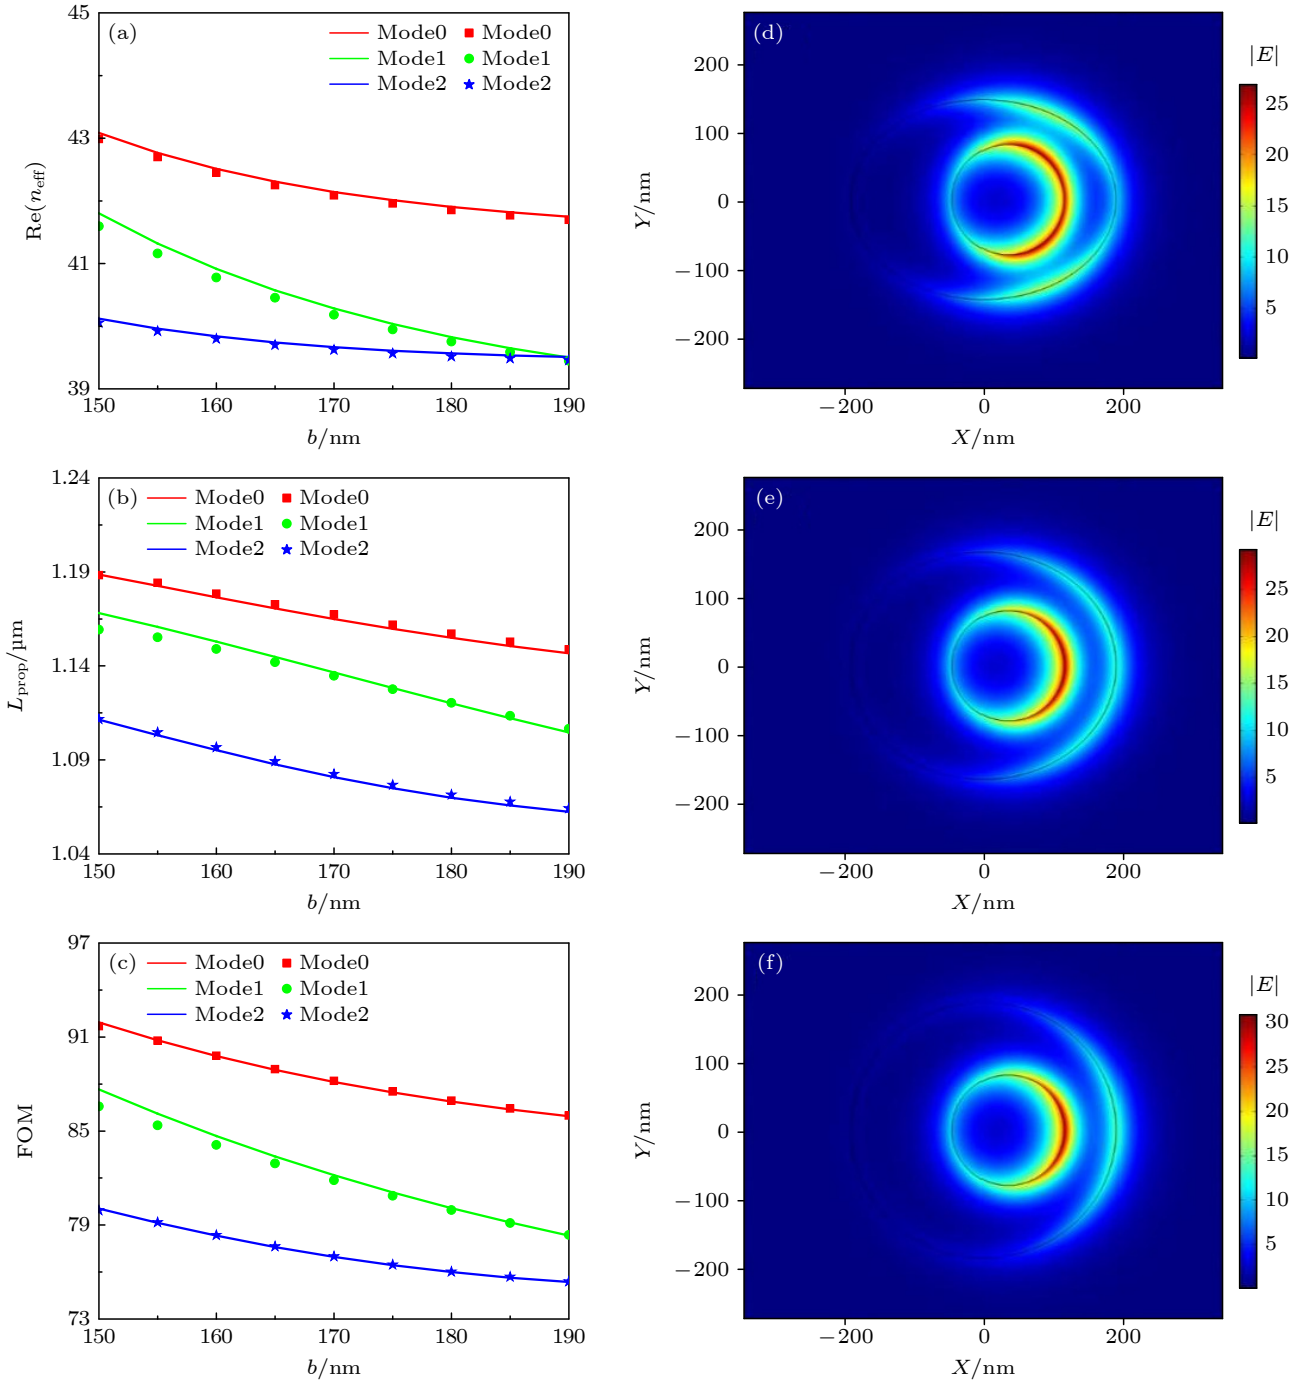 (a)
Mode0 Mode0
Mode1 Mode1
Mode2 Mode2
45
43
41
39
Re(n_eff)
150 160 170 180 190
b/nm
(d)
|E|
200
100
0
−100
−200
Y/nm
−200 0 200
X/nm
25
20
15
10
5
(b)
Mode0 Mode0
Mode1 Mode1
Mode2 Mode2
1.24
1.19
1.14
1.09
1.04
L_prop/μm
150 160 170 180 190
b/nm
(e)
|E|
200
100
0
−100
−200
Y/nm
−200 0 200
X/nm
25
20
15
10
5
(c)
Mode0 Mode0
Mode1 Mode1
Mode2 Mode2
97
91
85
79
73
FOM
150 160 170 180 190
b/nm
(f)
|E|
200
100
0
−100
−200
Y/nm
−200 0 200
X/nm
30
25
20
15
10
5